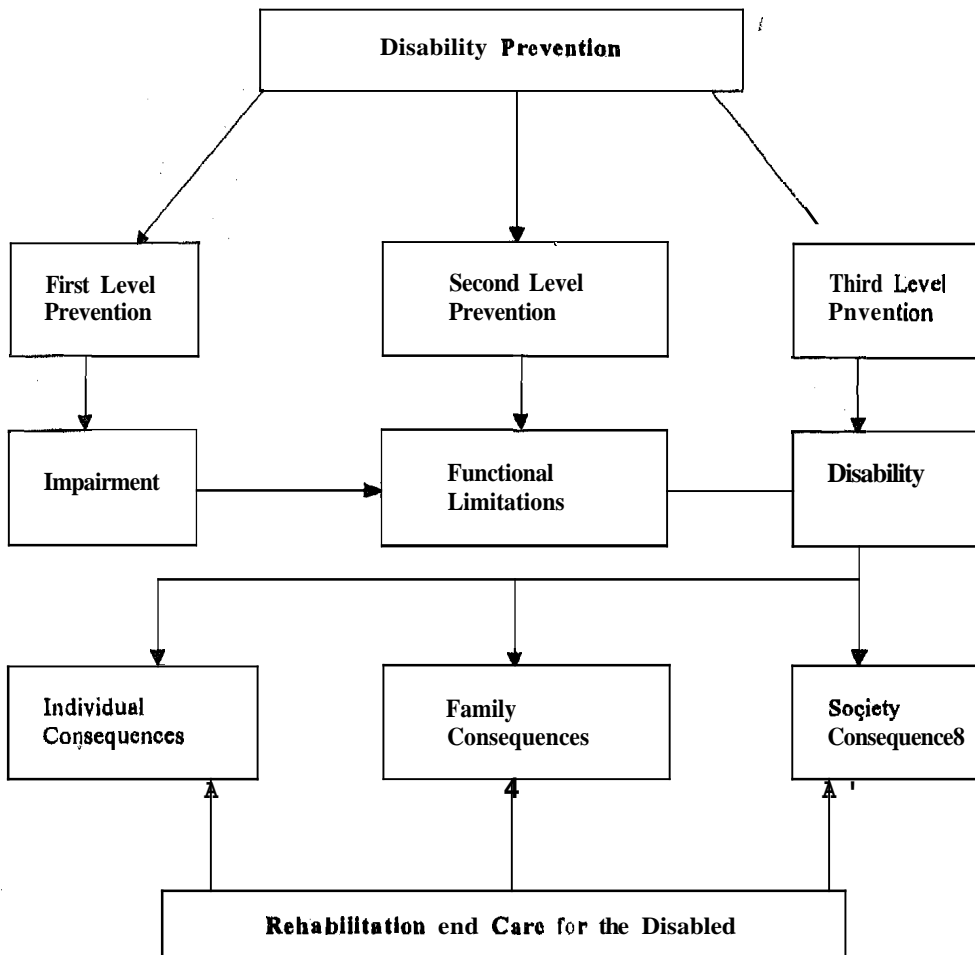 Disability Prevention
First Level
Prevention
Second Level
Prevention
Third Level
Pnvention
Impairment
Functional
Limitations
Disability
Individual
Consequences
Family
Consequences
Society
Consequence8
A
4
A '
Rehabilitation end Care for the Disabled